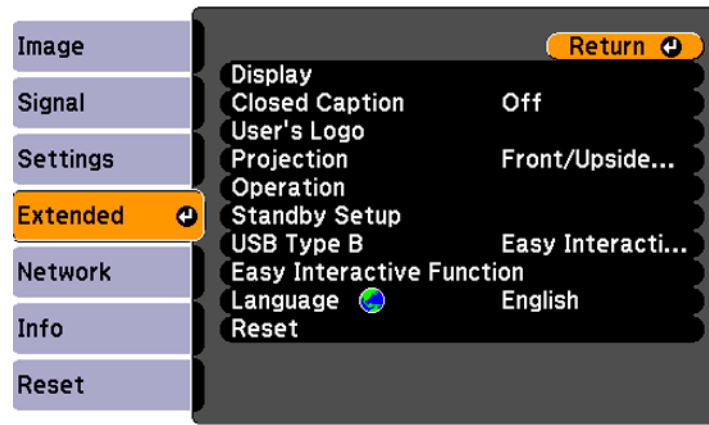 Image
Signal
Settings
Extended
Network
Info
Reset
Return
Display
Closed Caption Off
User's Logo
Projection Front/Upside...
Operation
Standby Setup
USB Type B Easy Interacti...
Easy Interactive Function
Language English
Reset